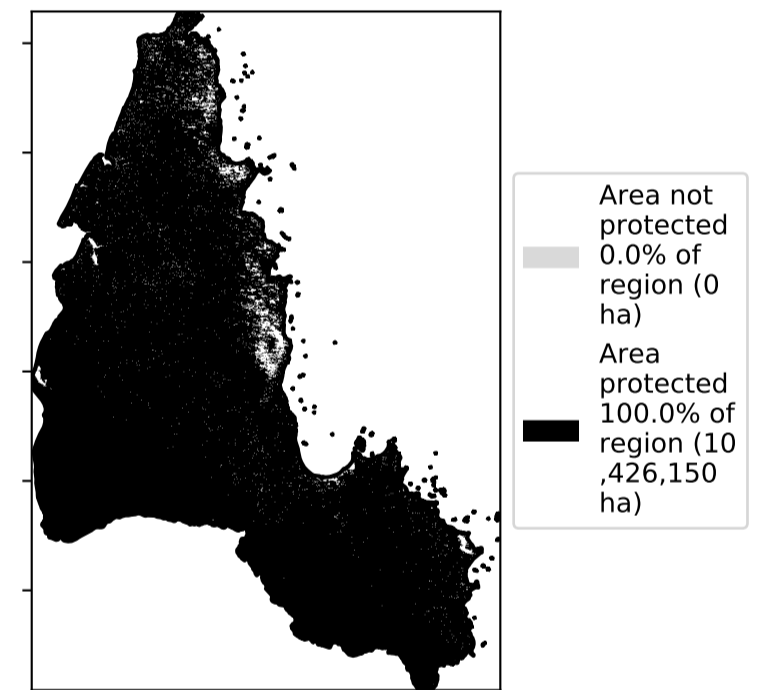 Area not
protected
0.0% of
region (0
ha)
Area
protected
100.0% of
region (10
,426,150
ha)